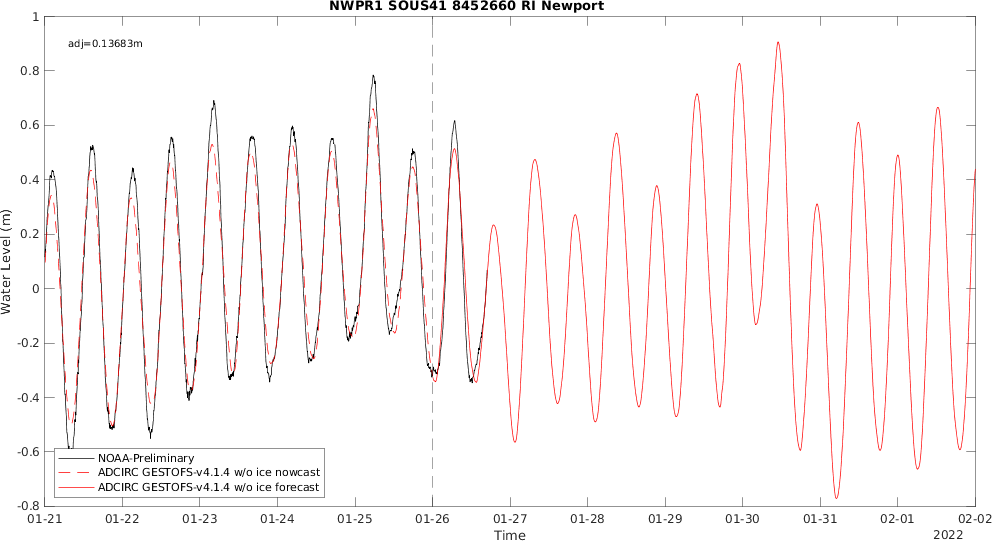 NWPR1 SOUS41 8452660 RI Newport
adj=0.13683m
Water Level (m)
1
0.8
0.6
0.4
0.2
0
-0.2
-0.4
-0.6
-0.8
NOAA-Preliminary
ADCIRC GESTOFS-v4.1.4 w/o ice nowcast
ADCIRC GESTOFS-v4.1.4 w/o ice forecast
01-21 01-22 01-23 01-24 01-25 01-26 01-27 01-28 01-29 01-30 01-31 02-01 02-02
Time
2022